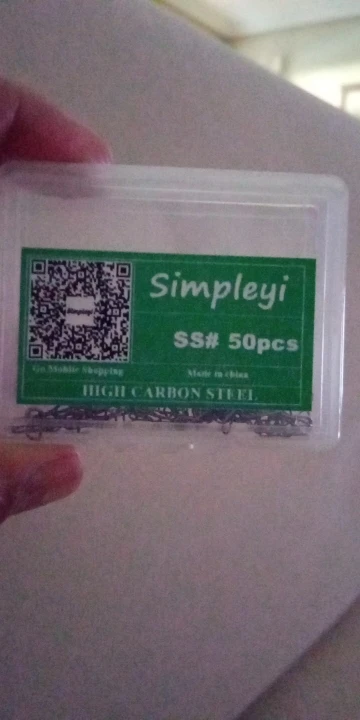 Simpleyi
SS# 50pcs
Go Mobile Shopping
Made in china
HIGH CARBON STEEL